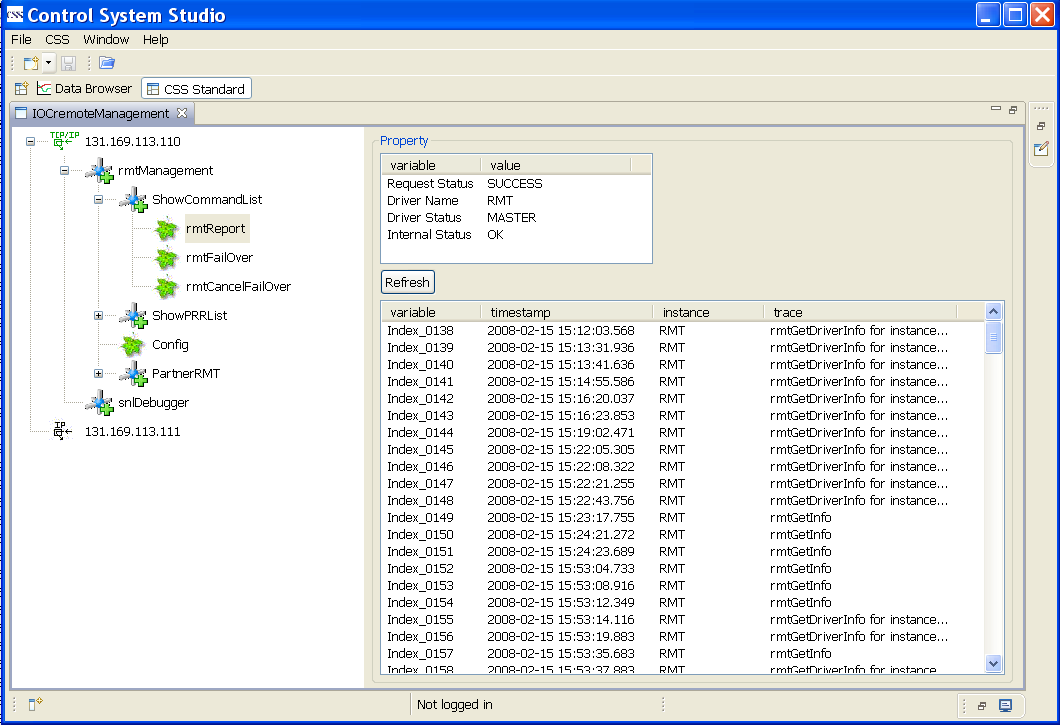 CSS Control System Studio
File CSS Window Help
Data Browser CSS Standard
IOCremoteManagement
TCP/IP 131.169.113.110
rmtManagement
ShowCommandList
rmtReport
rmtFailOver
rmtCancelFailOver
ShowPRRList
Config
PartnerRMT
snlDebugger
IP 131.169.113.111
Property
variable value
Request Status SUCCESS
Driver Name RMT
Driver Status MASTER
Internal Status OK
Refresh
variable timestamp instance trace
Index_0138 2008-02-15 15:12:03.568 RMT rmtGetDriverInfo for instance...
Index_0139 2008-02-15 15:13:31.936 RMT rmtGetDriverInfo for instance...
Index_0140 2008-02-15 15:13:41.636 RMT rmtGetDriverInfo for instance...
Index_0141 2008-02-15 15:14:55.586 RMT rmtGetDriverInfo for instance...
Index_0142 2008-02-15 15:16:20.037 RMT rmtGetDriverInfo for instance...
Index_0143 2008-02-15 15:16:23.853 RMT rmtGetDriverInfo for instance...
Index_0144 2008-02-15 15:19:02.471 RMT rmtGetDriverInfo for instance...
Index_0145 2008-02-15 15:22:05.305 RMT rmtGetDriverInfo for instance...
Index_0146 2008-02-15 15:22:08.322 RMT rmtGetDriverInfo for instance...
Index_0147 2008-02-15 15:22:21.255 RMT rmtGetDriverInfo for instance...
Index_0148 2008-02-15 15:22:43.756 RMT rmtGetDriverInfo for instance...
Index_0149 2008-02-15 15:23:17.755 RMT rmtGetInfo
Index_0150 2008-02-15 15:24:21.272 RMT rmtGetInfo
Index_0151 2008-02-15 15:24:23.689 RMT rmtGetInfo
Index_0152 2008-02-15 15:53:04.733 RMT rmtGetInfo
Index_0153 2008-02-15 15:53:08.916 RMT rmtGetInfo
Index_0154 2008-02-15 15:53:12.349 RMT rmtGetInfo
Index_0155 2008-02-15 15:53:14.116 RMT rmtGetDriverInfo for instance...
Index_0156 2008-02-15 15:53:19.883 RMT rmtGetDriverInfo for instance...
Index_0157 2008-02-15 15:53:35.683 RMT rmtGetInfo
Index_0158 2008-02-15 15:53:37.883 RMT rmtGetDriverInfo for instance
Not logged in